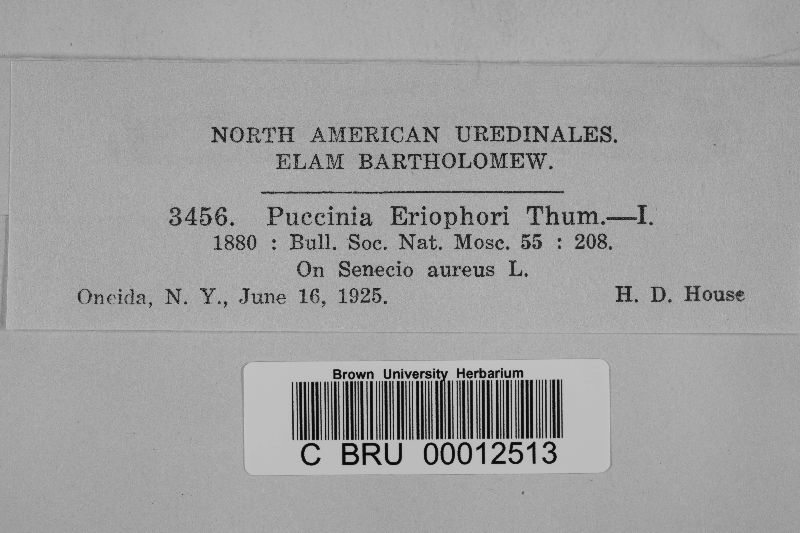 NORTH AMERICAN UREDINALES.
ELAM BARTHOLOMEW.
3456. Puccinia Eriophori Thum.—I.
1880 : Bull. Soc. Nat. Mosc. 55 : 208.
On Senecio aureus L.
Oneida, N. Y., June 16, 1925. H. D. House
Brown University Herbarium
C BRU 00012513